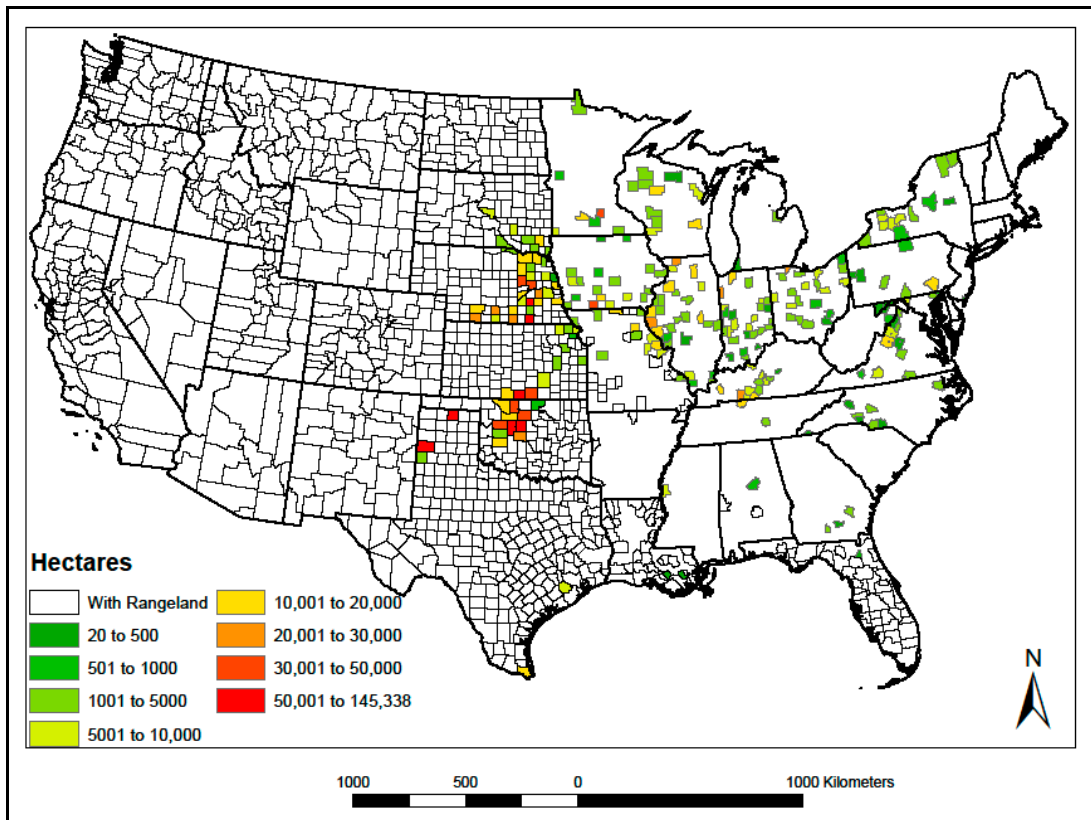 N
Hectares
With Rangeland
20 to 500
501 to 1000
1001 to 5000
5001 to 10,000
10,001 to 20,000
20,001 to 30,000
30,001 to 50,000
50,001 to 145,338
1000 500 0 1000 Kilometers